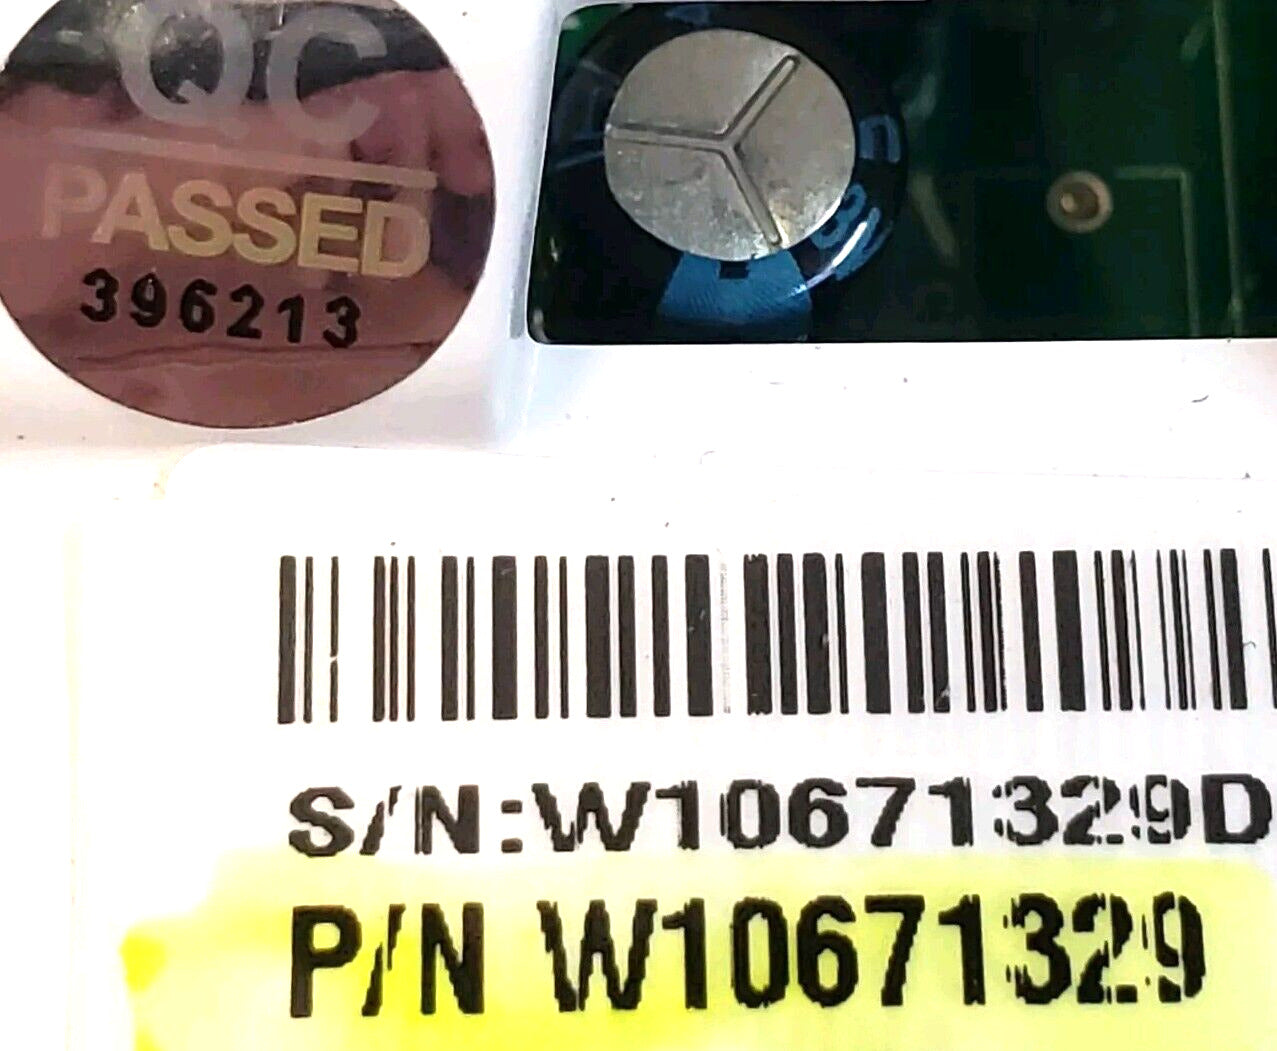 QC
PASSED
396213
S/N:W10671329D
P/N W10671329